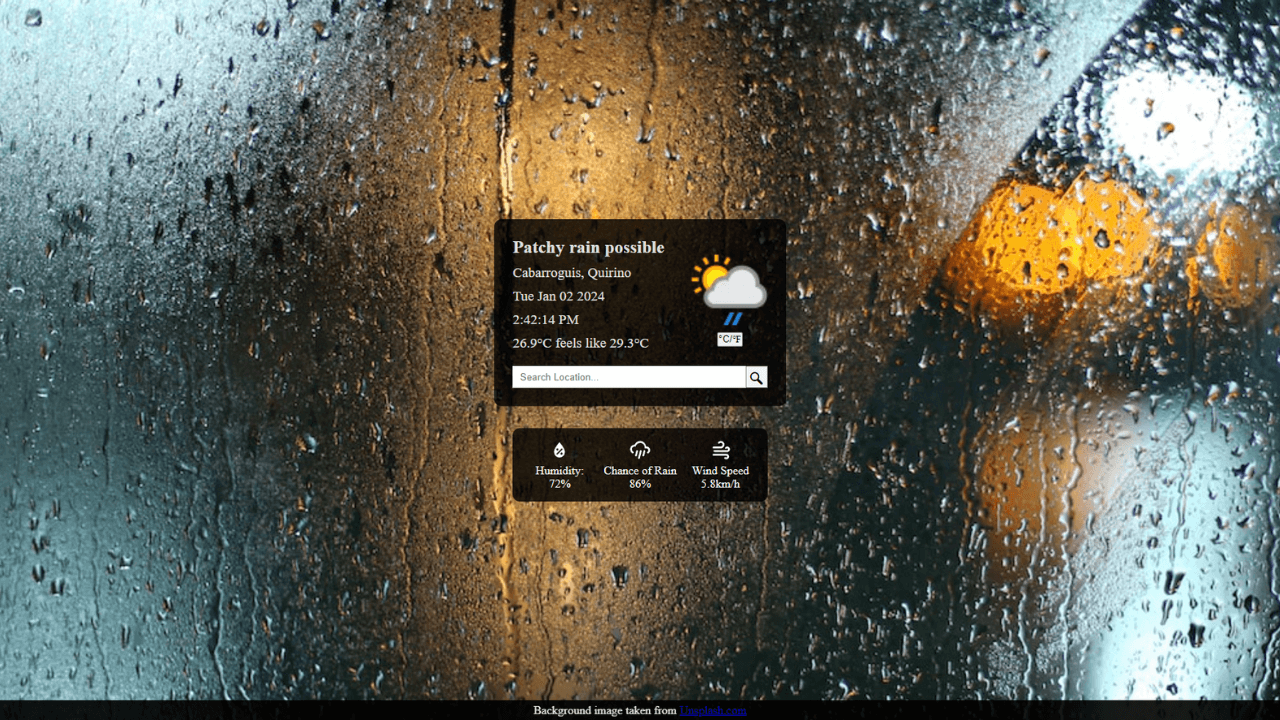 Patchy rain possible
Cabarroguis, Quirino
Tue Jan 02 2024
2:42:14 PM
26.9°C feels like 29.3°C
°C/°F
Search Location...
Humidity:
72%
Chance of Rain
86%
Wind Speed
5.8km/h
Background image taken from Unsplash.com